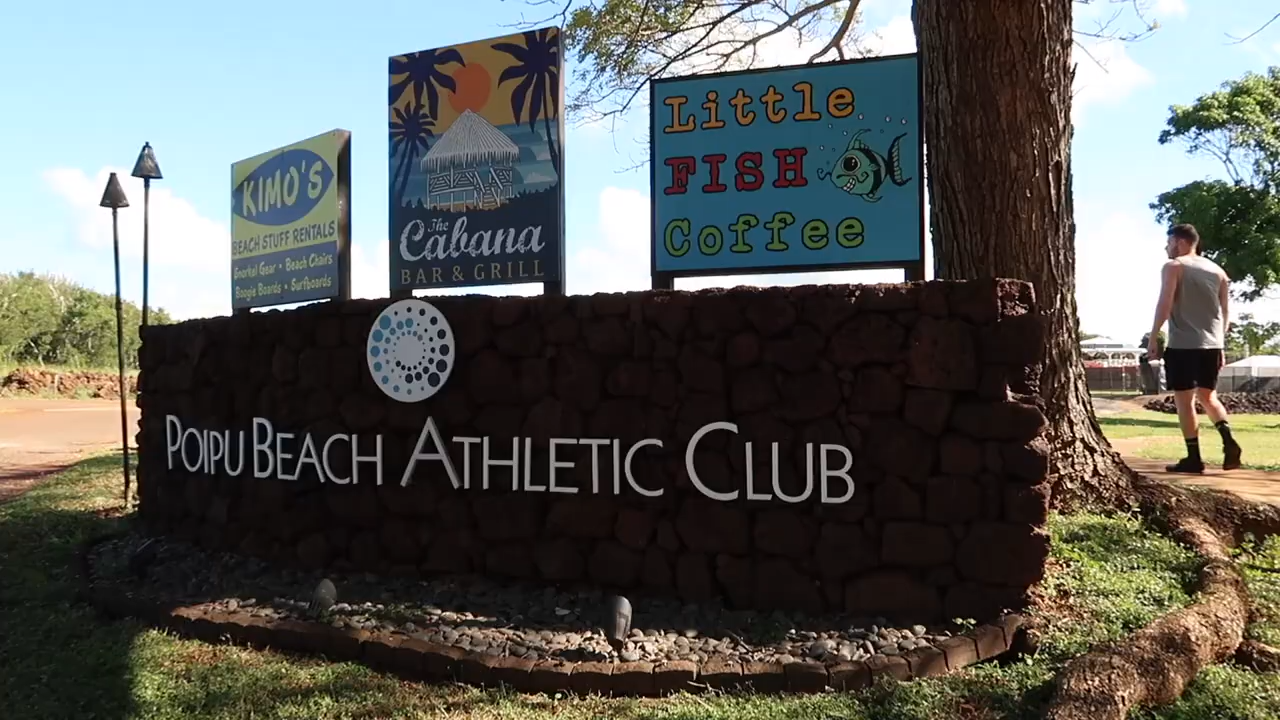 KIMO'S
BEACH STUFF RENTALS
Snorkel Gear • Beach Chairs
Boogie Boards • Surfboards
The
Cabana
BAR & GRILL
Little
FISH
Coffee
POIPU BEACH ATHLETIC CLUB